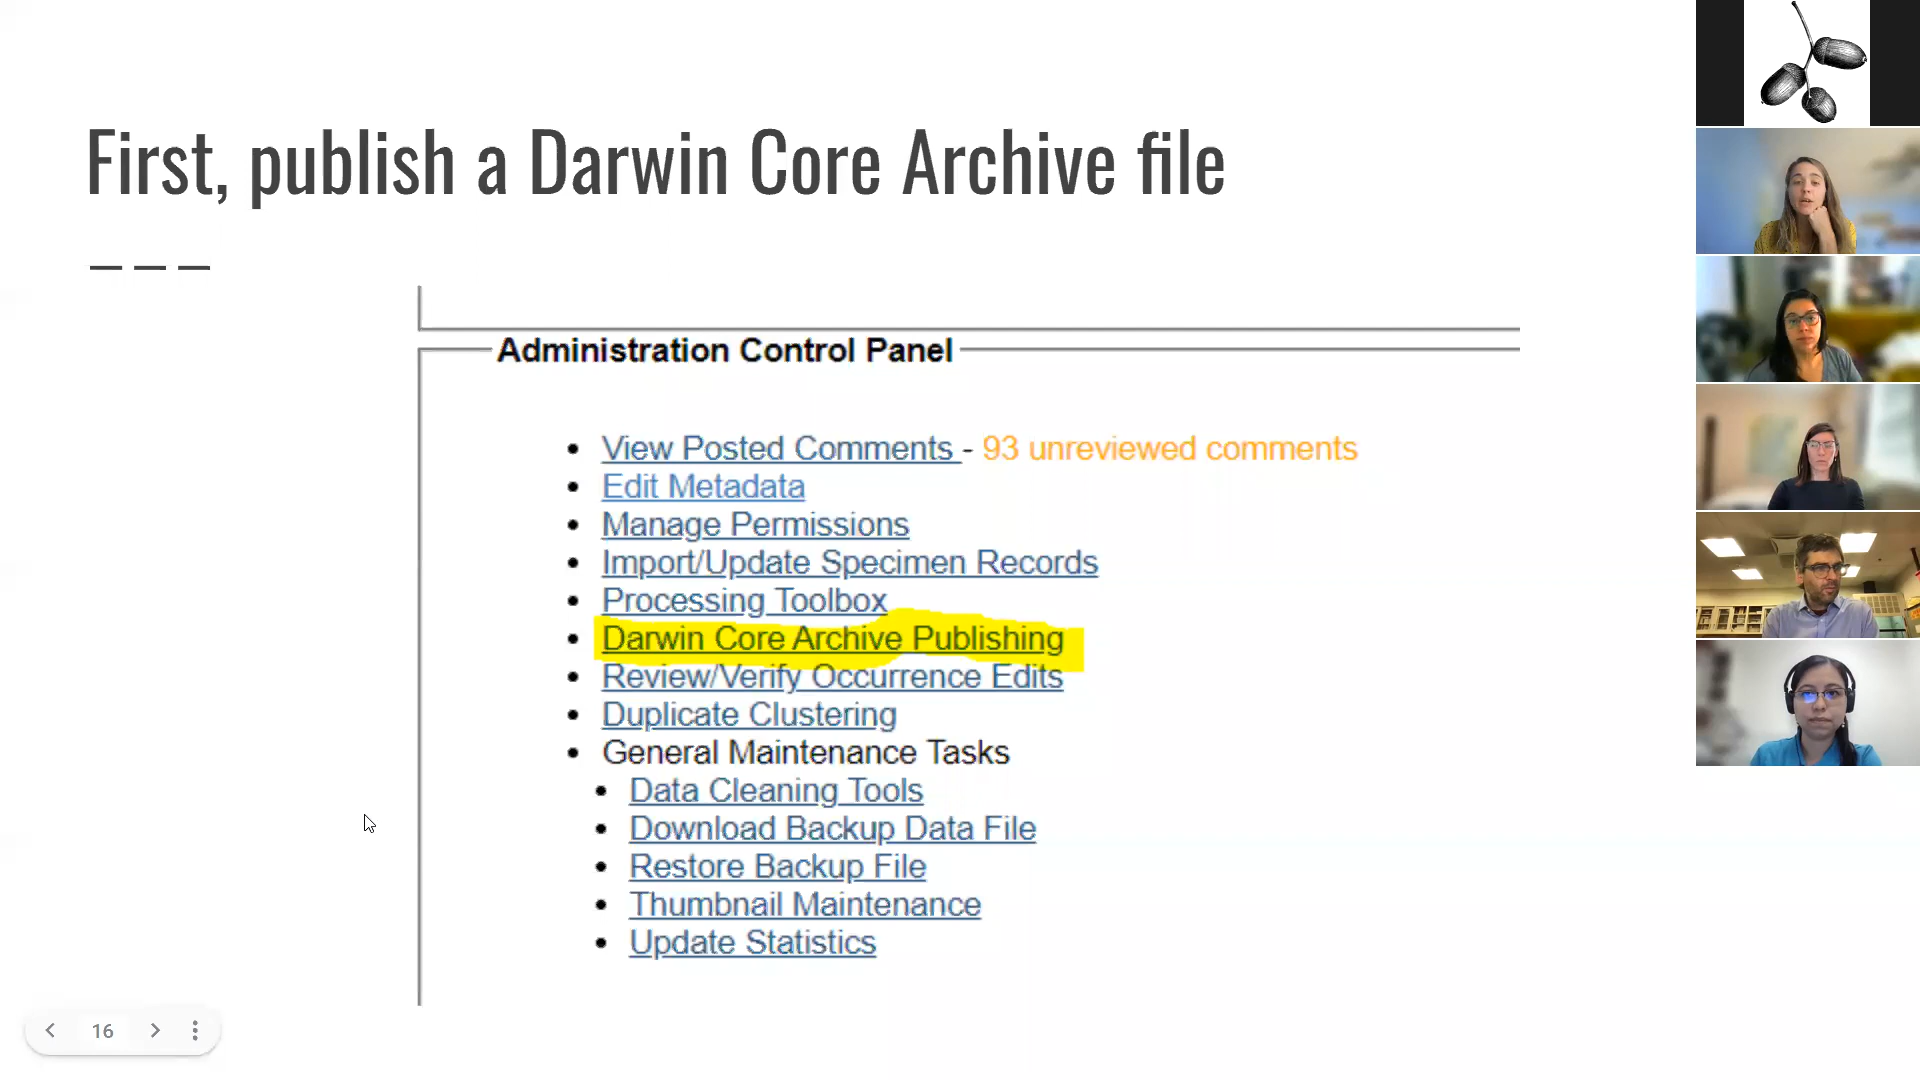 First, publish a Darwin Core Archive file
Administration Control Panel
View Posted Comments - 93 unreviewed comments
Edit Metadata
Manage Permissions
Import/Update Specimen Records
Processing Toolbox
Darwin Core Archive Publishing
Review/Verify Occurrence Edits
Duplicate Clustering
General Maintenance Tasks
Data Cleaning Tools
Download Backup Data File
Restore Backup File
Thumbnail Maintenance
Update Statistics
16